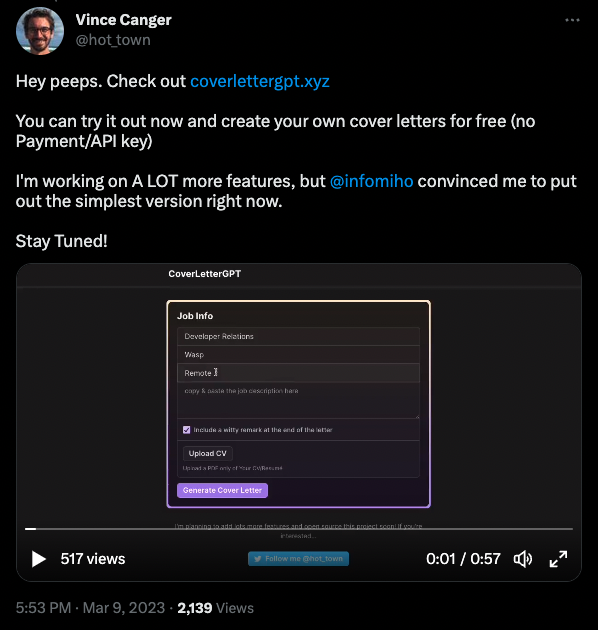 Vince Canger
@hot_town
Hey peeps. Check out coverlettergpt.xyz
You can try it out now and create your own cover letters for free (no
Payment/API key)
I'm working on A LOT more features, but @infomiho convinced me to put
out the simplest version right now.
Stay Tuned!
CoverLetterGPT
Job Info
Developer Relations
Wasp
Remote
copy & paste the job description here
Include a witty remark at the end of the letter
Upload CV
Upload a PDF only of Your CV/Resumé
Generate Cover Letter
I'm planning to add lots more features and open source this project soon! If you're
interested...
517 views
Follow me @hot_town
0:01 / 0:57
5:53 PM · Mar 9, 2023 · 2,139 Views